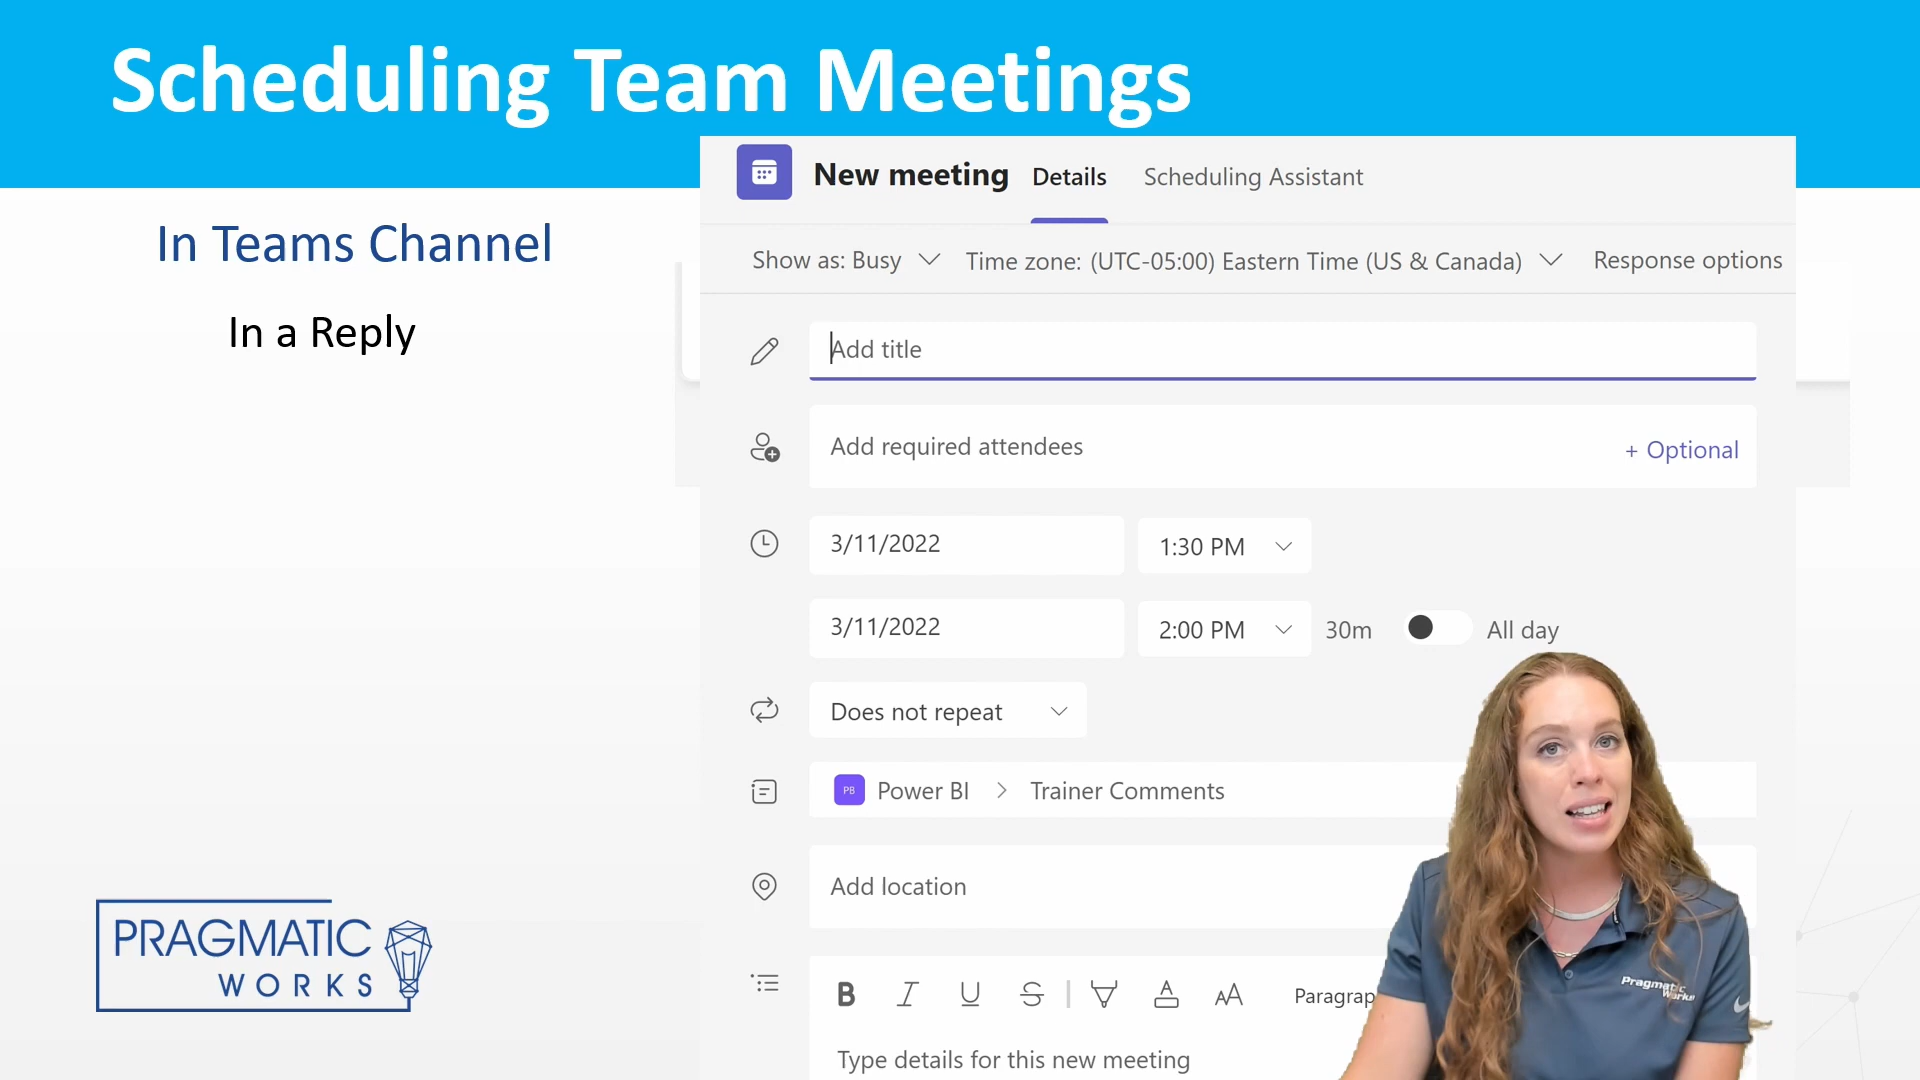 Scheduling Team Meetings
In Teams Channel
In a Reply
New meeting Details Scheduling Assistant
Show as: Busy Time zone: (UTC-05:00) Eastern Time (US & Canada) Response options
Add title
Add required attendees + Optional
3/11/2022 1:30 PM
3/11/2022 2:00 PM 30m All day
Does not repeat
PB Power BI > Trainer Comments
Add location
B I U S A AA Paragrap
Type details for this new meeting
PRAGMATIC
WORKS
Pragmatic
Works